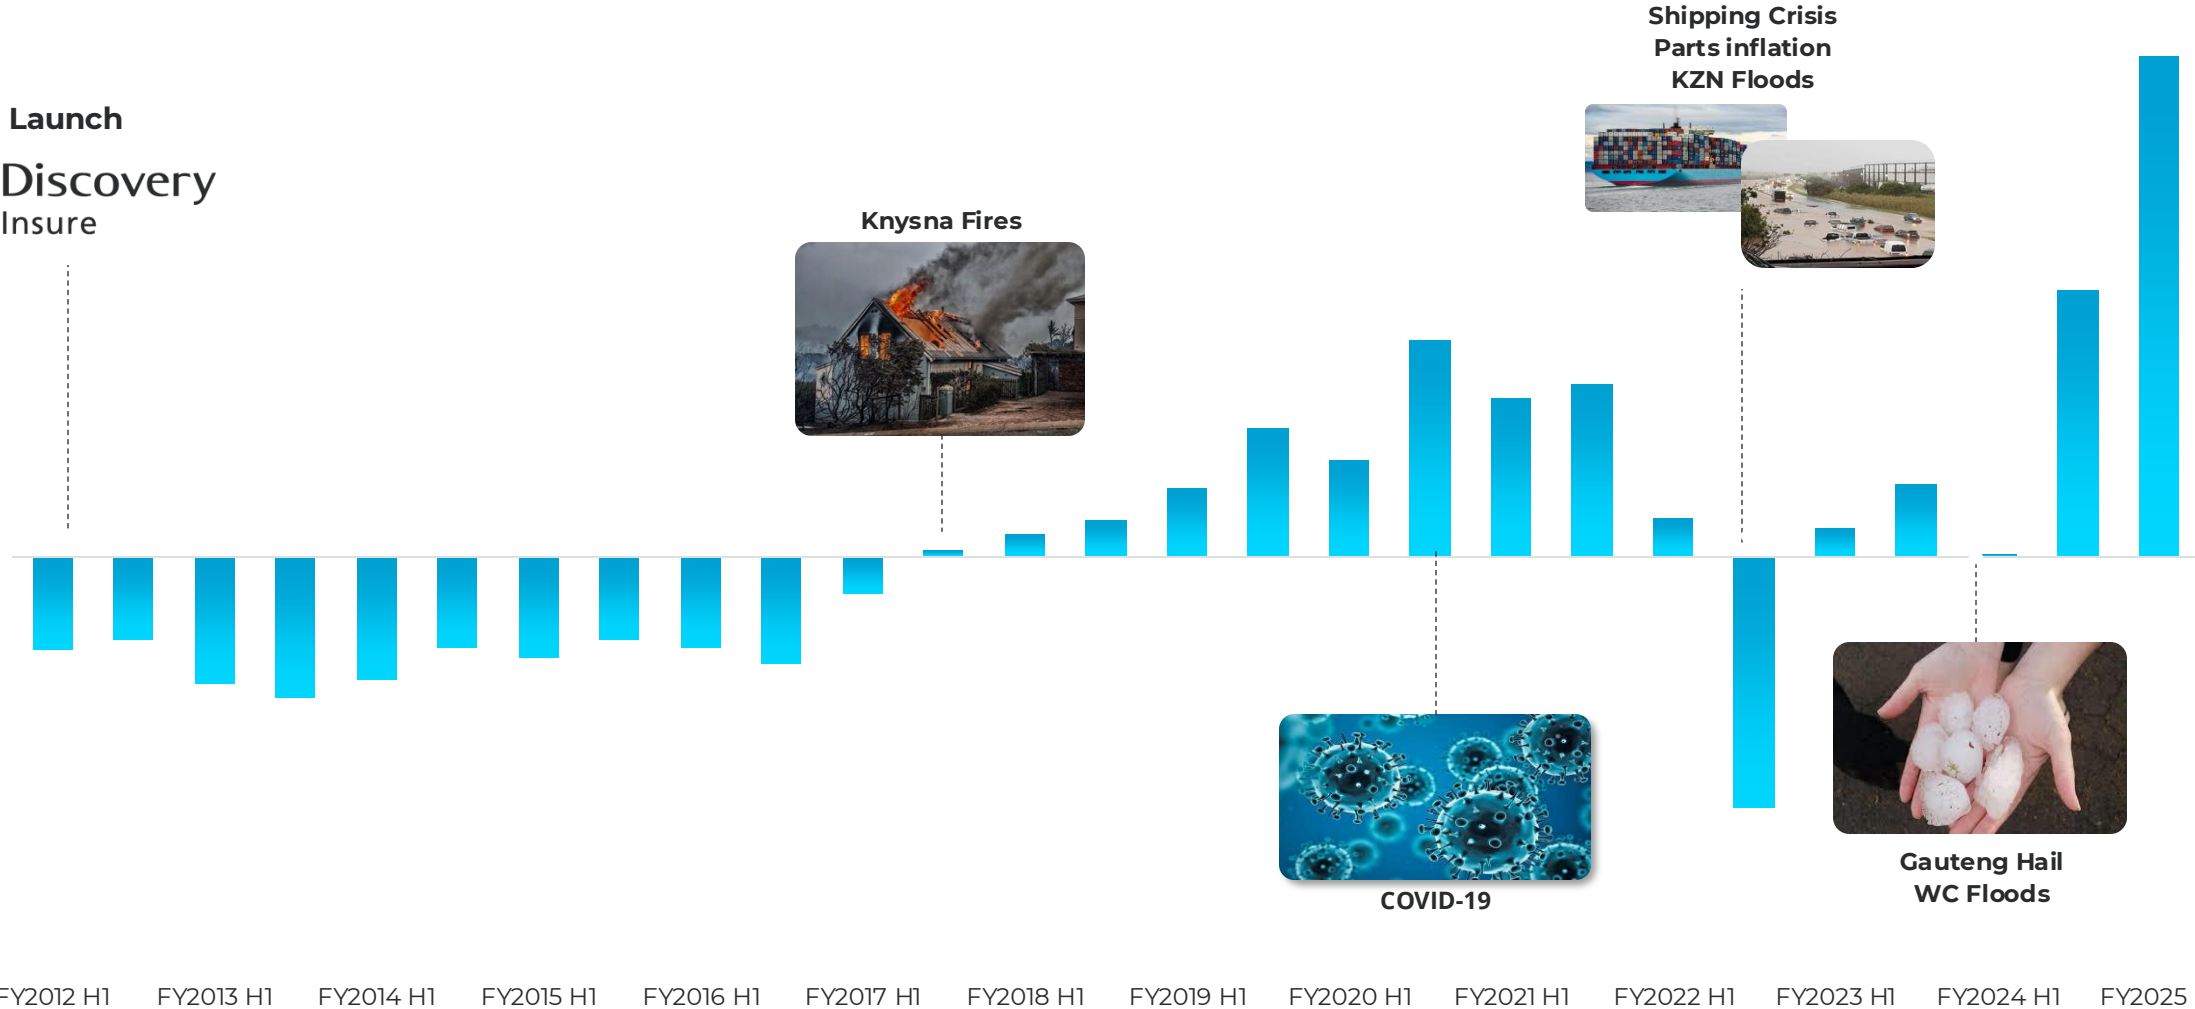 Shipping Crisis
Parts inflation
KZN Floods
Launch
Discovery
Insure
Knysna Fires
COVID-19
Gauteng Hail
WC Floods
FY2012 H1
FY2013 H1
FY2014 H1
FY2015 H1
FY2016 H1
FY2017 H1
FY2018 H1
FY2019 H1
FY2020 H1
FY2021 H1
FY2022 H1
FY2023 H1
FY2024 H1
FY2025